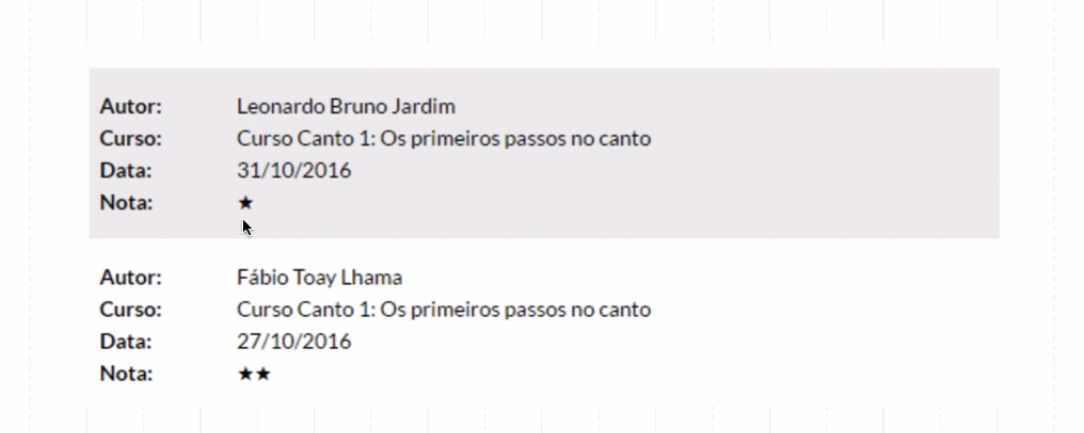 Autor: Leonardo Bruno Jardim
Curso: Curso Canto 1: Os primeiros passos no canto
Data: 31/10/2016
Nota: ★
Autor: Fábio Toay Lhama
Curso: Curso Canto 1: Os primeiros passos no canto
Data: 27/10/2016
Nota: ★★